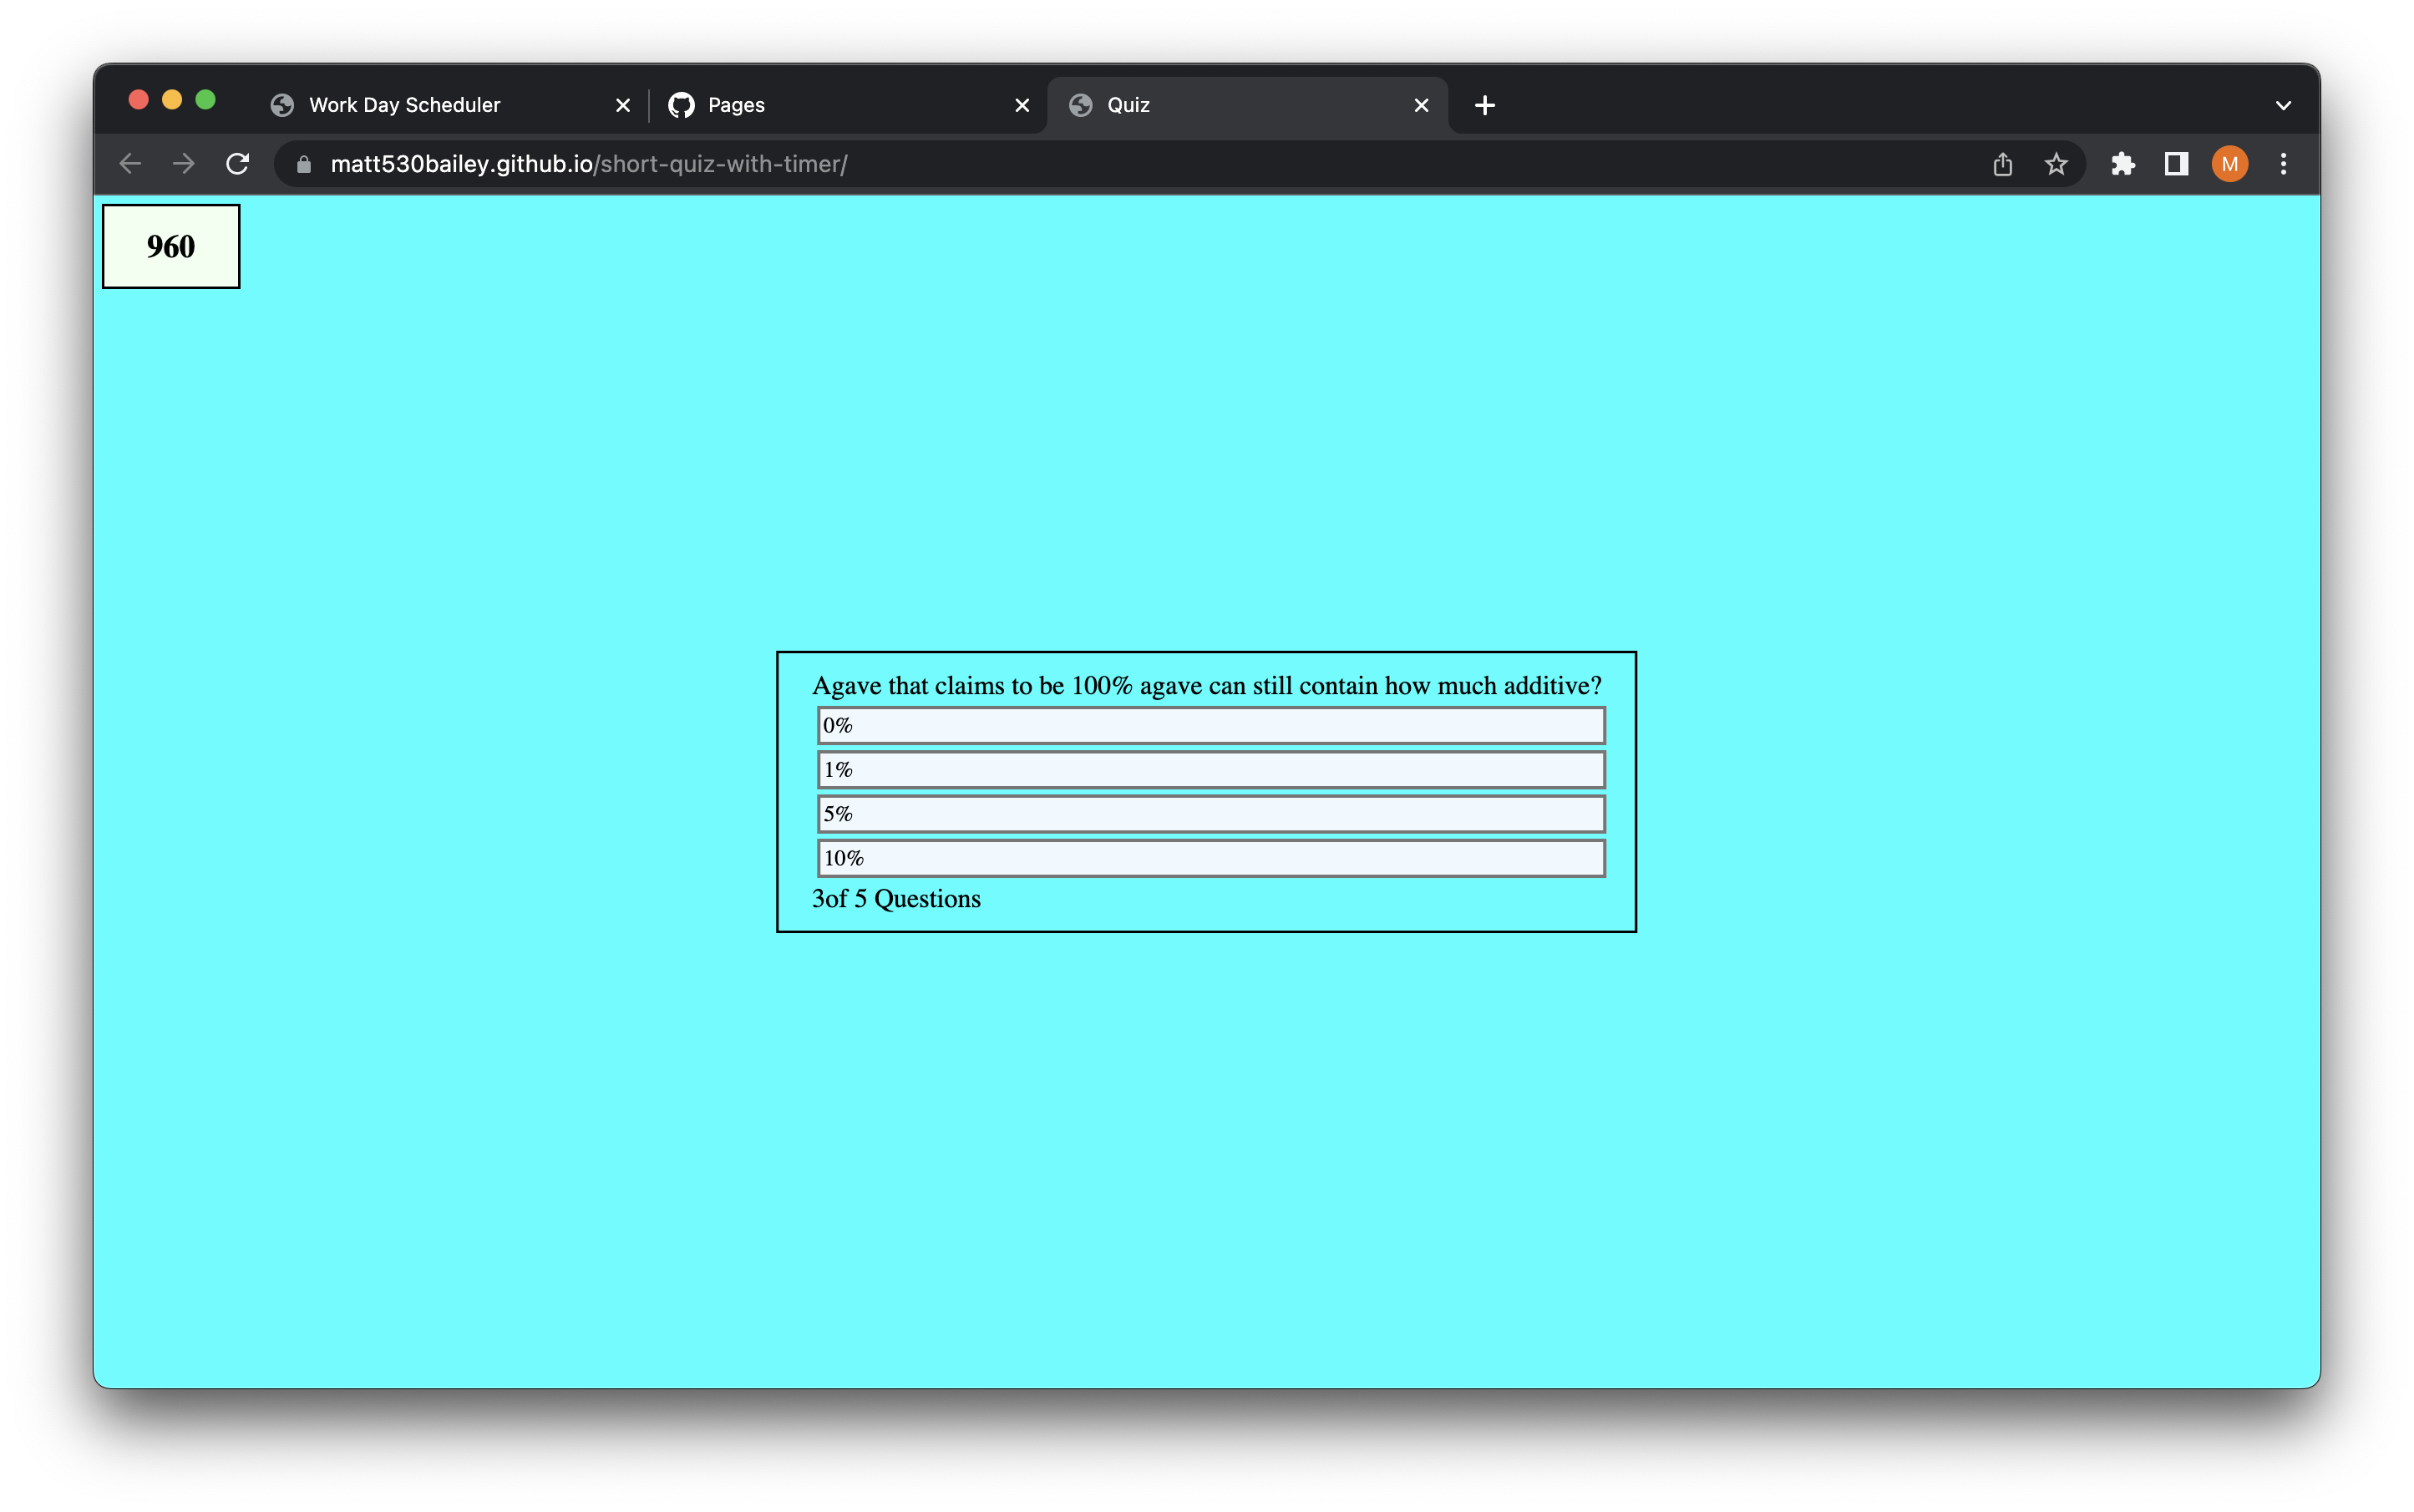 Work Day Scheduler
Pages
Quiz
matt530bailey.github.io/short-quiz-with-timer/
M
960
Agave that claims to be 100% agave can still contain how much additive?
0%
1%
5%
10%
3of 5 Questions